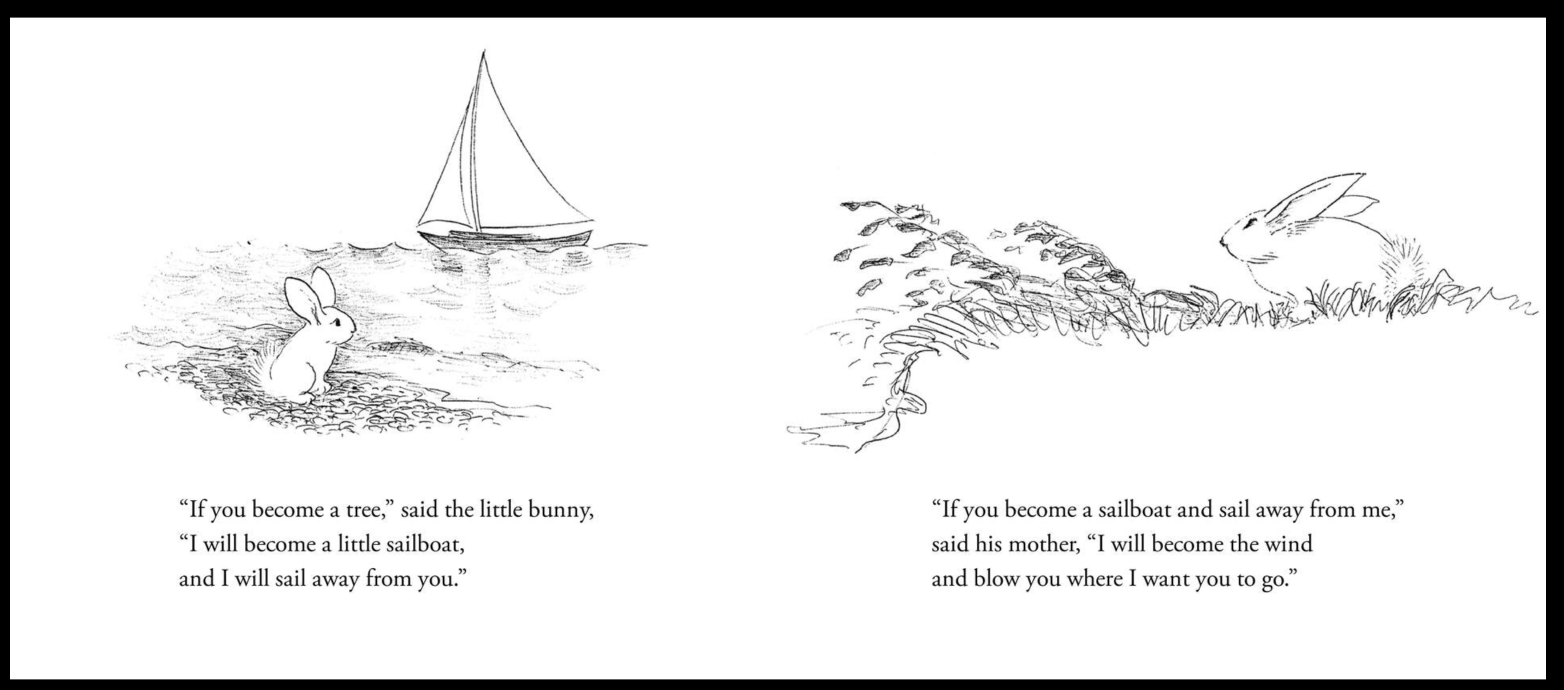 “If you become a tree,” said the little bunny,
“I will become a little sailboat,
and I will sail away from you.”
“If you become a sailboat and sail away from me,”
said his mother, “I will become the wind
and blow you where I want you to go.”